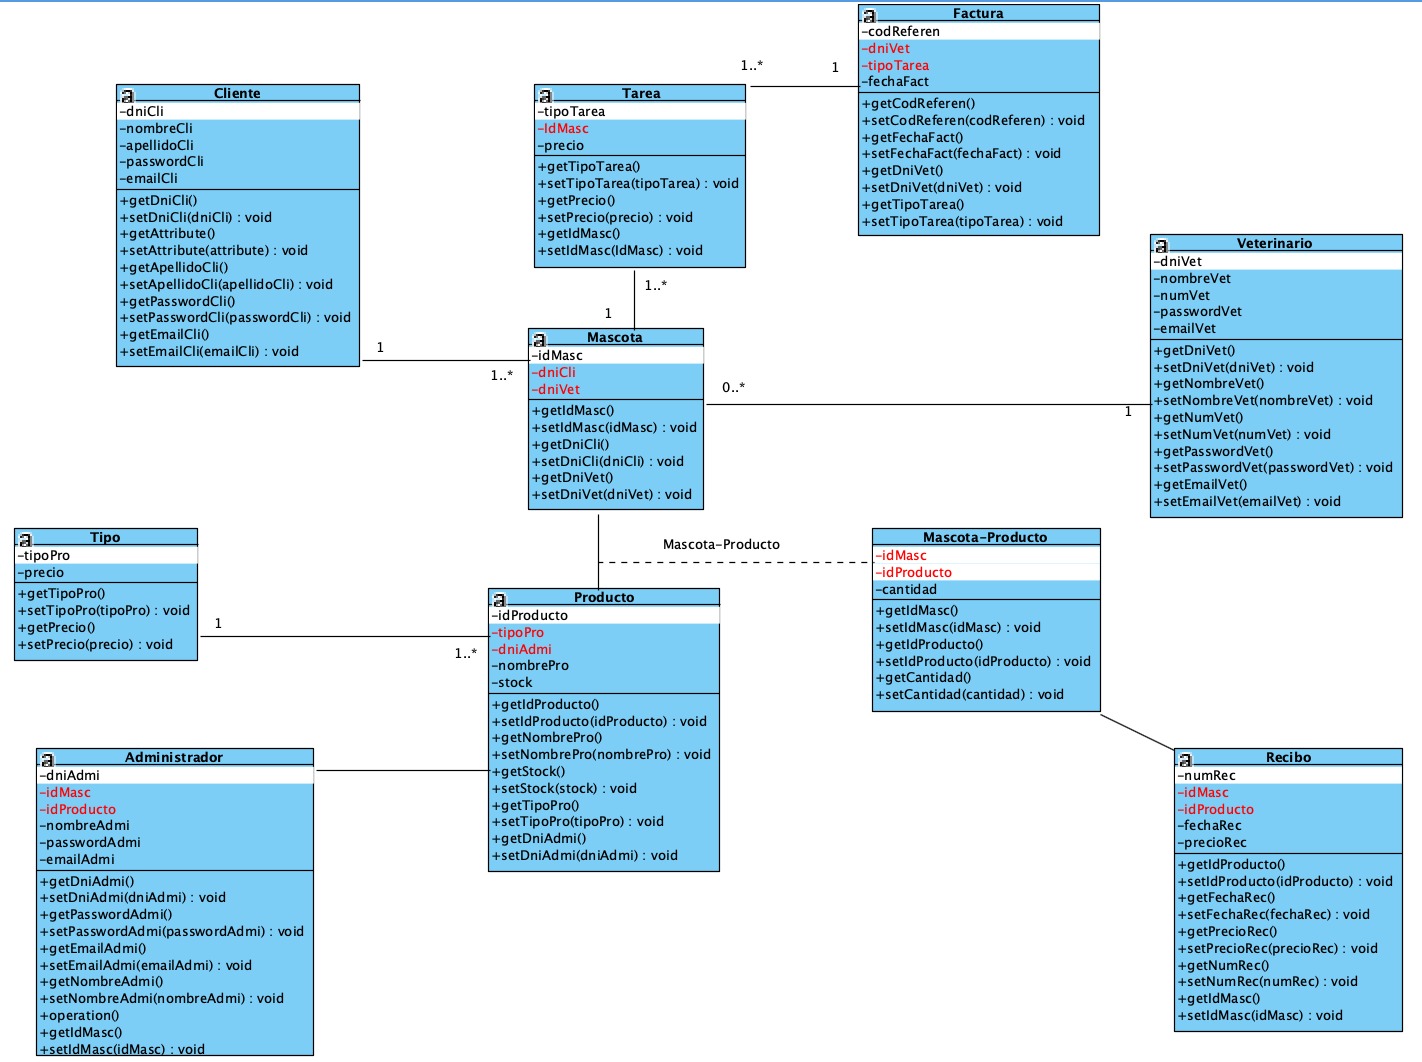 Factura
-codReferen
-dniVet
-tipoTarea
-fechaFact
+getCodReferen()
+setCodReferen(codReferen) : void
+getFechaFact()
+setFechaFact(fechaFact) : void
+getDniVet()
+setDniVet(dniVet) : void
+getTipoTarea()
+setTipoTarea(tipoTarea) : void
1..*
1
Cliente
-dniCli
-nombreCli
-apellidoCli
-passwordCli
-emailCli
+getDniCli()
+setDniCli(dniCli) : void
+getAttribute()
+setAttribute(attribute) : void
+getApellidoCli()
+setApellidoCli(apellidoCli) : void
+getPasswordCli()
+setPasswordCli(passwordCli) : void
+getEmailCli()
+setEmailCli(emailCli) : void
Tarea
-tipoTarea
-IdMasc
-precio
+getTipoTarea()
+setTipoTarea(tipoTarea) : void
+getPrecio()
+setPrecio(precio) : void
+getIdMasc()
+setIdMasc(IdMasc) : void
1..*
1
Veterinario
-dniVet
-nombreVet
-numVet
-passwordVet
-emailVet
+getDniVet()
+setDniVet(dniVet) : void
+getNombreVet()
+setNombreVet(nombreVet) : void
+getNumVet()
+setNumVet(numVet) : void
+getPasswordVet()
+setPasswordVet(passwordVet) : void
+getEmailVet()
+setEmailVet(emailVet) : void
1
1..*
Mascota
-idMasc
-dniCli
-dniVet
+getIdMasc()
+setIdMasc(idMasc) : void
+getDniCli()
+setDniCli(dniCli) : void
+getDniVet()
+setDniVet(dniVet) : void
0..*
1
Tipo
-tipoPro
-precio
+getTipoPro()
+setTipoPro(tipoPro) : void
+getPrecio()
+setPrecio(precio) : void
1
1..*
Mascota-Producto
Mascota-Producto
-idMasc
-idProducto
-cantidad
+getIdMasc()
+setIdMasc(idMasc) : void
+getIdProducto()
+setIdProducto(idProducto) : void
+getCantidad()
+setCantidad(cantidad) : void
Producto
-idProducto
-tipoPro
-dniAdmi
-nombrePro
-stock
+getIdProducto()
+setIdProducto(idProducto) : void
+getNombrePro()
+setNombrePro(nombrePro) : void
+getStock()
+setStock(stock) : void
+getTipoPro()
+setTipoPro(tipoPro) : void
+getDniAdmi()
+setDniAdmi(dniAdmi) : void
Administrador
-dniAdmi
-idMasc
-idProducto
-nombreAdmi
-passwordAdmi
-emailAdmi
+getDniAdmi()
+setDniAdmi(dniAdmi) : void
+getPasswordAdmi()
+setPasswordAdmi(passwordAdmi) : void
+getEmailAdmi()
+setEmailAdmi(emailAdmi) : void
+getNombreAdmi()
+setNombreAdmi(nombreAdmi) : void
+operation()
+getIdMasc()
+setIdMasc(idMasc) : void
Recibo
-numRec
-idMasc
-idProducto
-fechaRec
-precioRec
+getIdProducto()
+setIdProducto(idProducto) : void
+getFechaRec()
+setFechaRec(fechaRec) : void
+getPrecioRec()
+setPrecioRec(precioRec) : void
+getNumRec()
+setNumRec(numRec) : void
+getIdMasc()
+setIdMasc(idMasc) : void